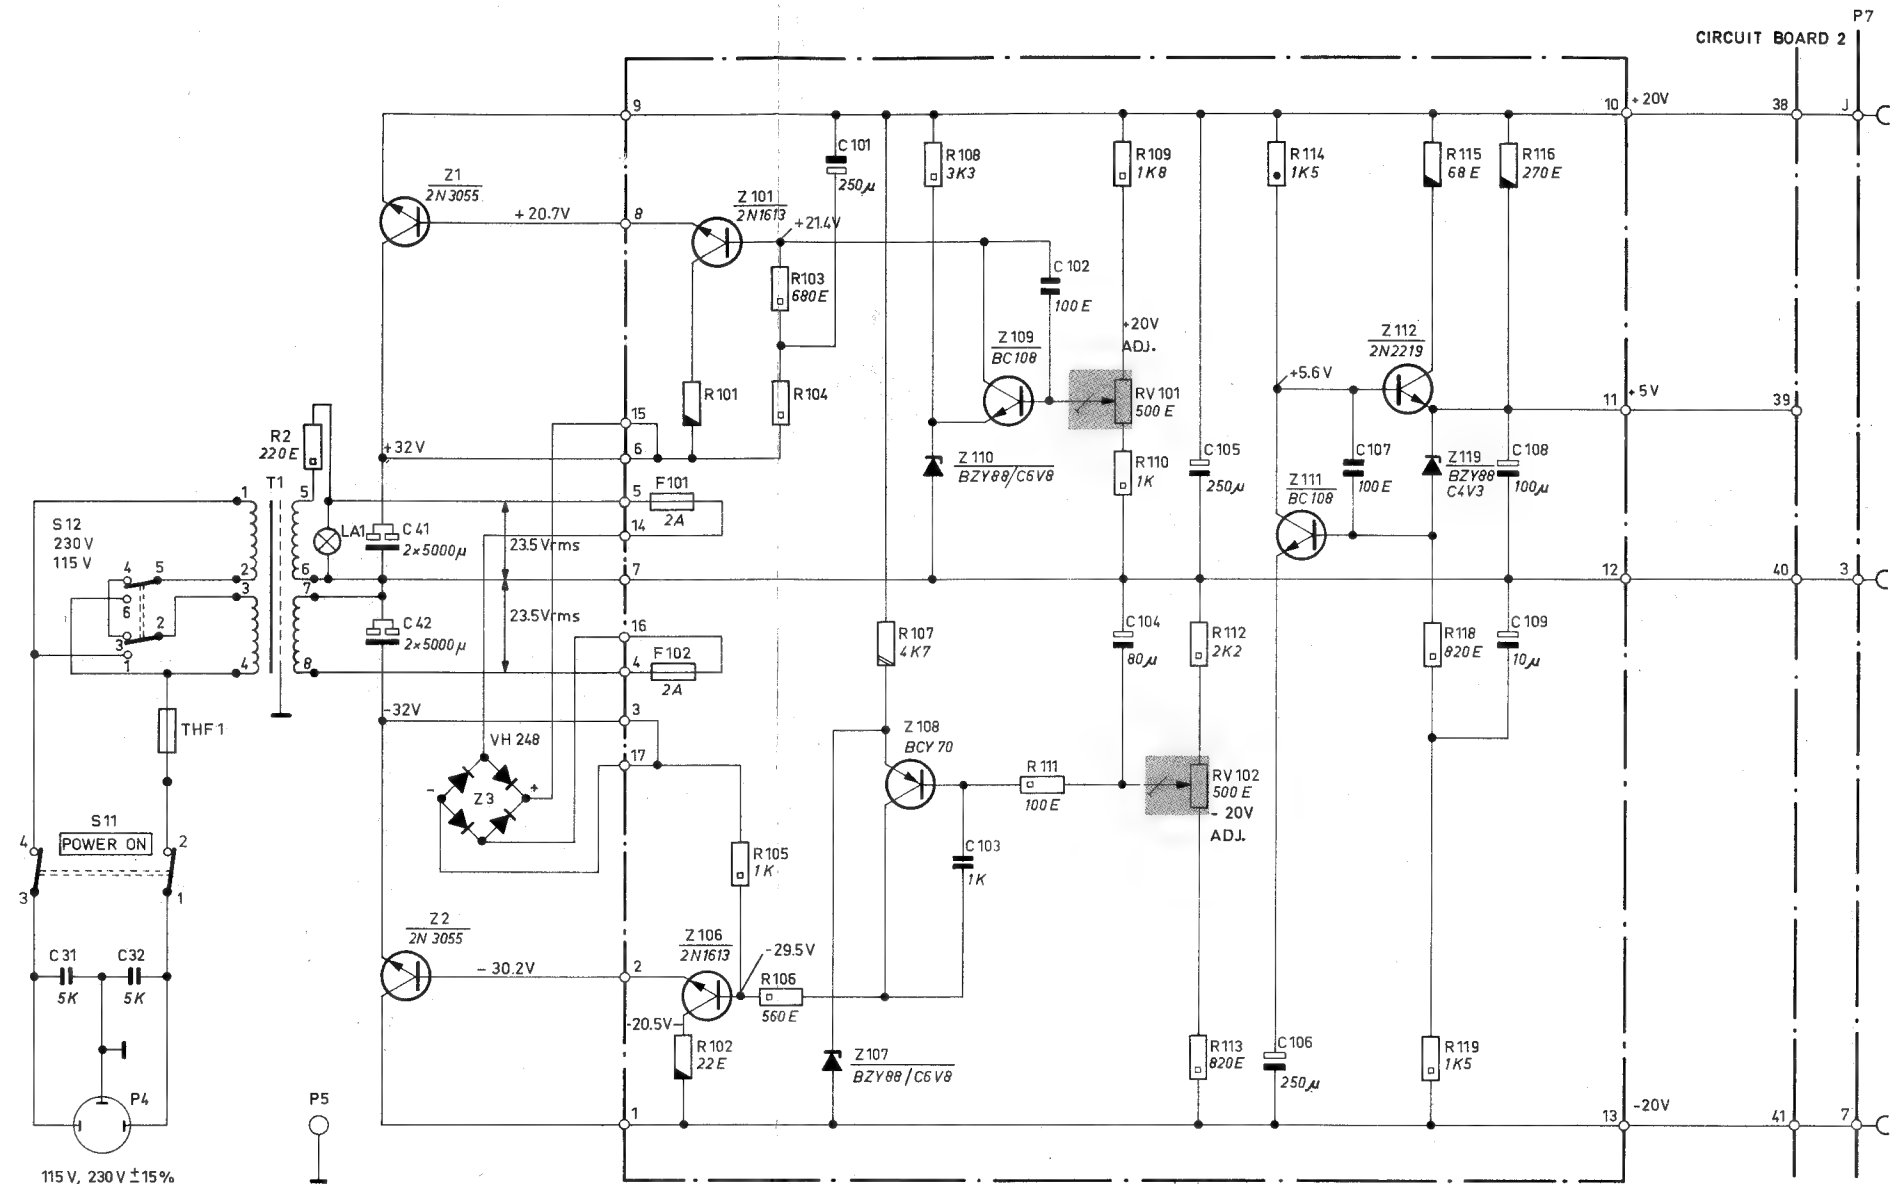 P7
CIRCUIT BOARD 2
9
10
+20V
38
J
C101
250μ
R108
3K3
R109
1K8
R114
1K5
R115
68E
R116
270E
Z1
2N3055
+20.7V
8
Z101
2N1613
+21.4V
R103
680E
C102
100E
+20V
ADJ.
Z109
BC108
RV101
500E
+5.6V
Z112
2N2219
+5V
11
39
R101
R104
15
6
+32V
R2
220E
Z110
BZY88/C6V8
R110
1K
C105
250μ
Z111
BC108
C107
100E
Z119
BZY88
C4V3
C108
100μ
T1
1
5
5
F101
2A
14
S12
230V
115V
LA1
C41
2x5000μ
23.5Vrms
4
5
2
6
7
12
40
3
3
7
6
2
3
1
C42
2x5000μ
23.5Vrms
16
4
8
4
F102
2A
R107
4K7
C104
80μ
R112
2K2
R118
820E
C109
10μ
THF1
-32V
3
VH248
17
Z108
BCY70
R111
100E
RV102
500E
- 20V
ADJ.
-
Z3
+
S11
POWER ON
4
2
3
1
R105
1K
C103
1K
Z2
2N3055
- 30.2V
2
Z106
2N1613
-29.5V
R106
560E
-20.5V
R102
22E
Z107
BZY88/C6V8
R113
820E
C106
250μ
R119
1K5
C31
5K
C32
5K
P4
P5
1
13
-20V
41
7
115V, 230V ±15%